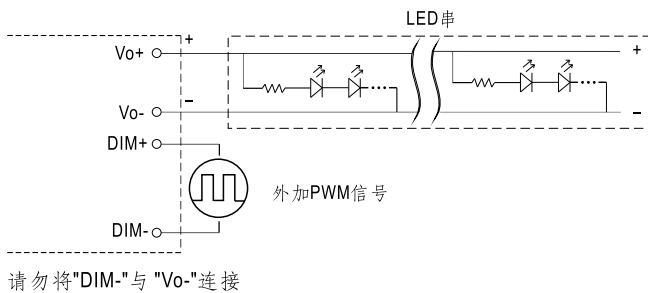 LED串
Vo+
+
+
Vo-
−
−
DIM+
外加PWM信号
DIM-
请勿将"DIM-"与 "Vo-"连接